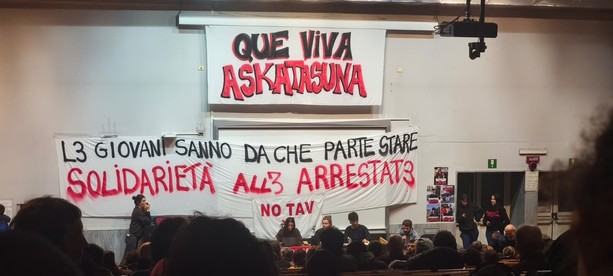 QUE VIVA
ASKATASUNA
L3 GIOVANI SANNO DA CHE PARTE STARE
SOLIDARIETÀ ALL3 ARRESTAT3
NO TAV